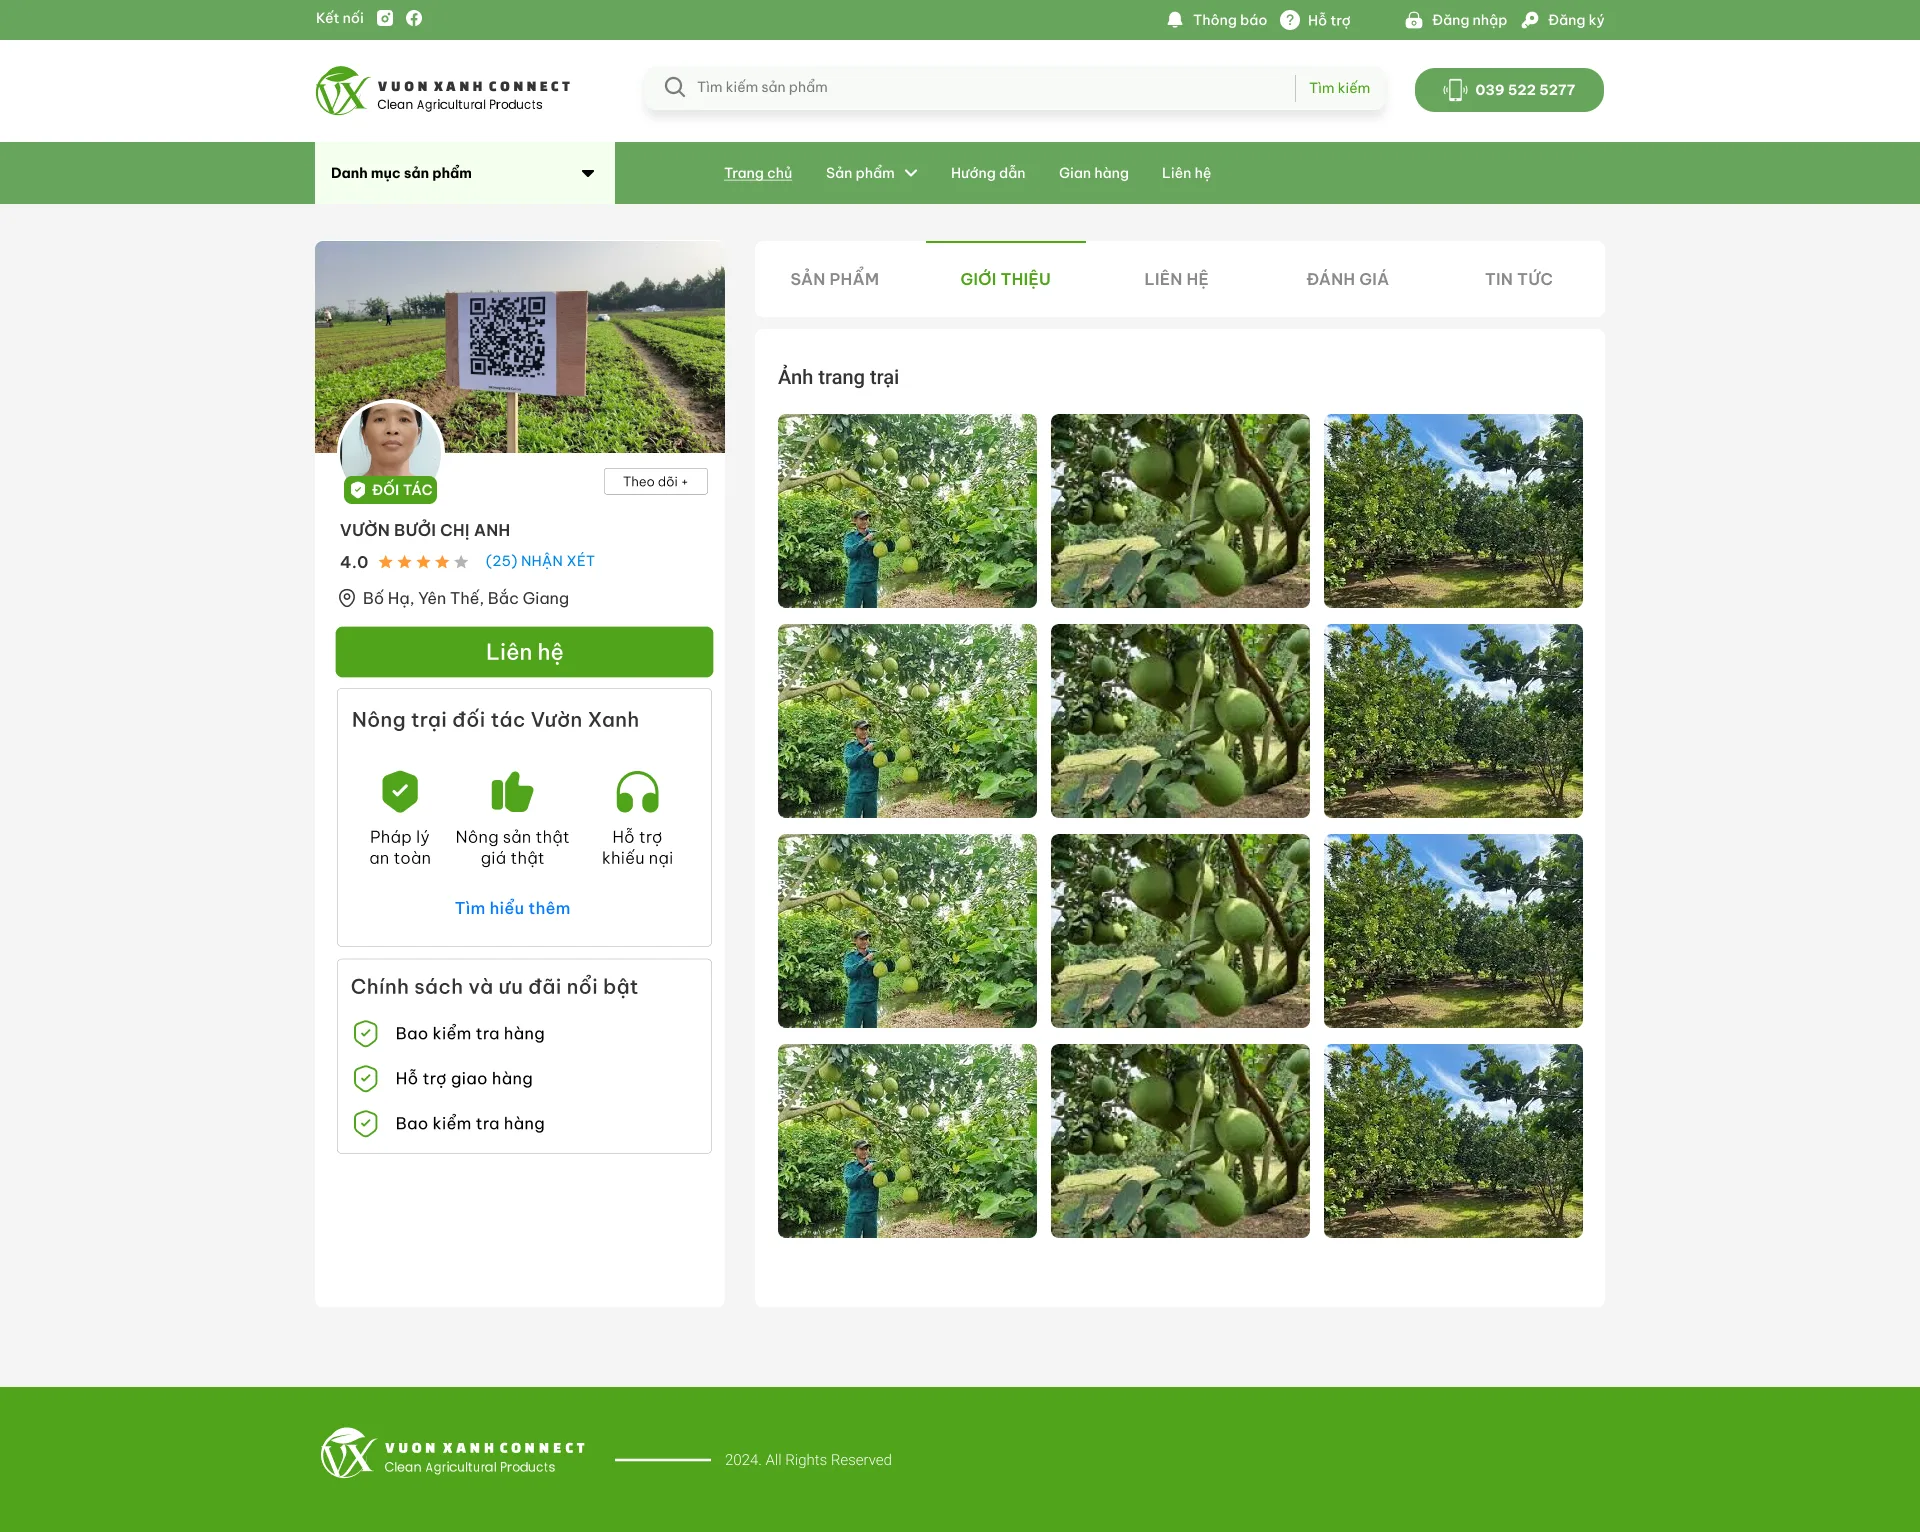 Kết nối
Thông báo
Hỗ trợ
Đăng nhập
Đăng ký
VUON XANH CONNECT
Clean Agricultural Products
Tìm kiếm sản phẩm
Tìm kiếm
039 522 5277
Danh mục sản phẩm
Trang chủ
Sản phẩm
Hướng dẫn
Gian hàng
Liên hệ
ĐỐI TÁC
Theo dõi +
VƯỜN BƯỞI CHỊ ANH
4.0
(25) NHẬN XÉT
Bố Hạ, Yên Thế, Bắc Giang
Liên hệ
Nông trại đối tác Vườn Xanh
Pháp lý
an toàn
Nông sản thật
giá thật
Hỗ trợ
khiếu nại
Tìm hiểu thêm
Chính sách và ưu đãi nổi bật
Bao kiểm tra hàng
Hỗ trợ giao hàng
Bao kiểm tra hàng
SẢN PHẨM
GIỚI THIỆU
LIÊN HỆ
ĐÁNH GIÁ
TIN TỨC
Ảnh trang trại
VUON XANH CONNECT
Clean Agricultural Products
2024. All Rights Reserved